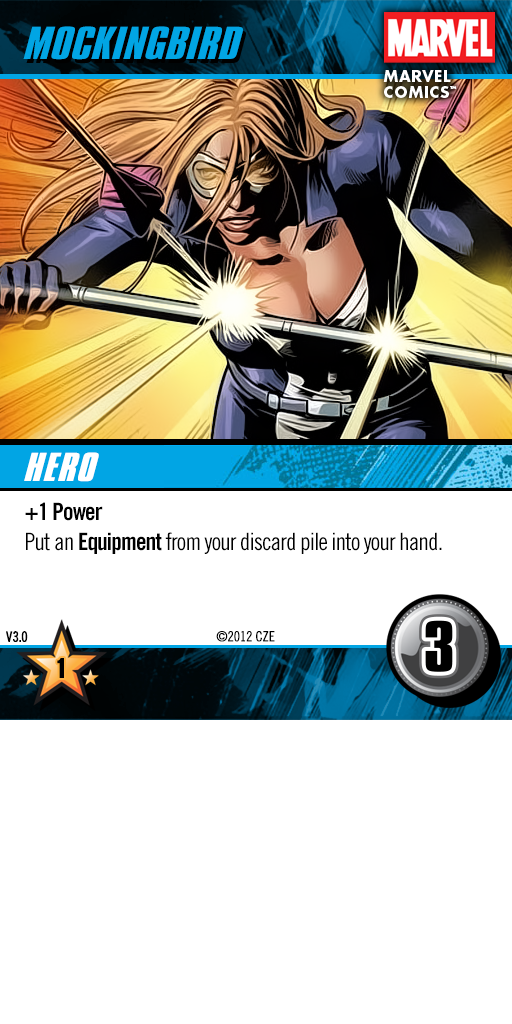 MOCKINGBIRD
MARVEL
MARVEL
COMICS™
HERO
+1 Power
Put an Equipment from your discard pile into your hand.
V3.0
©2012 CZE
1
3